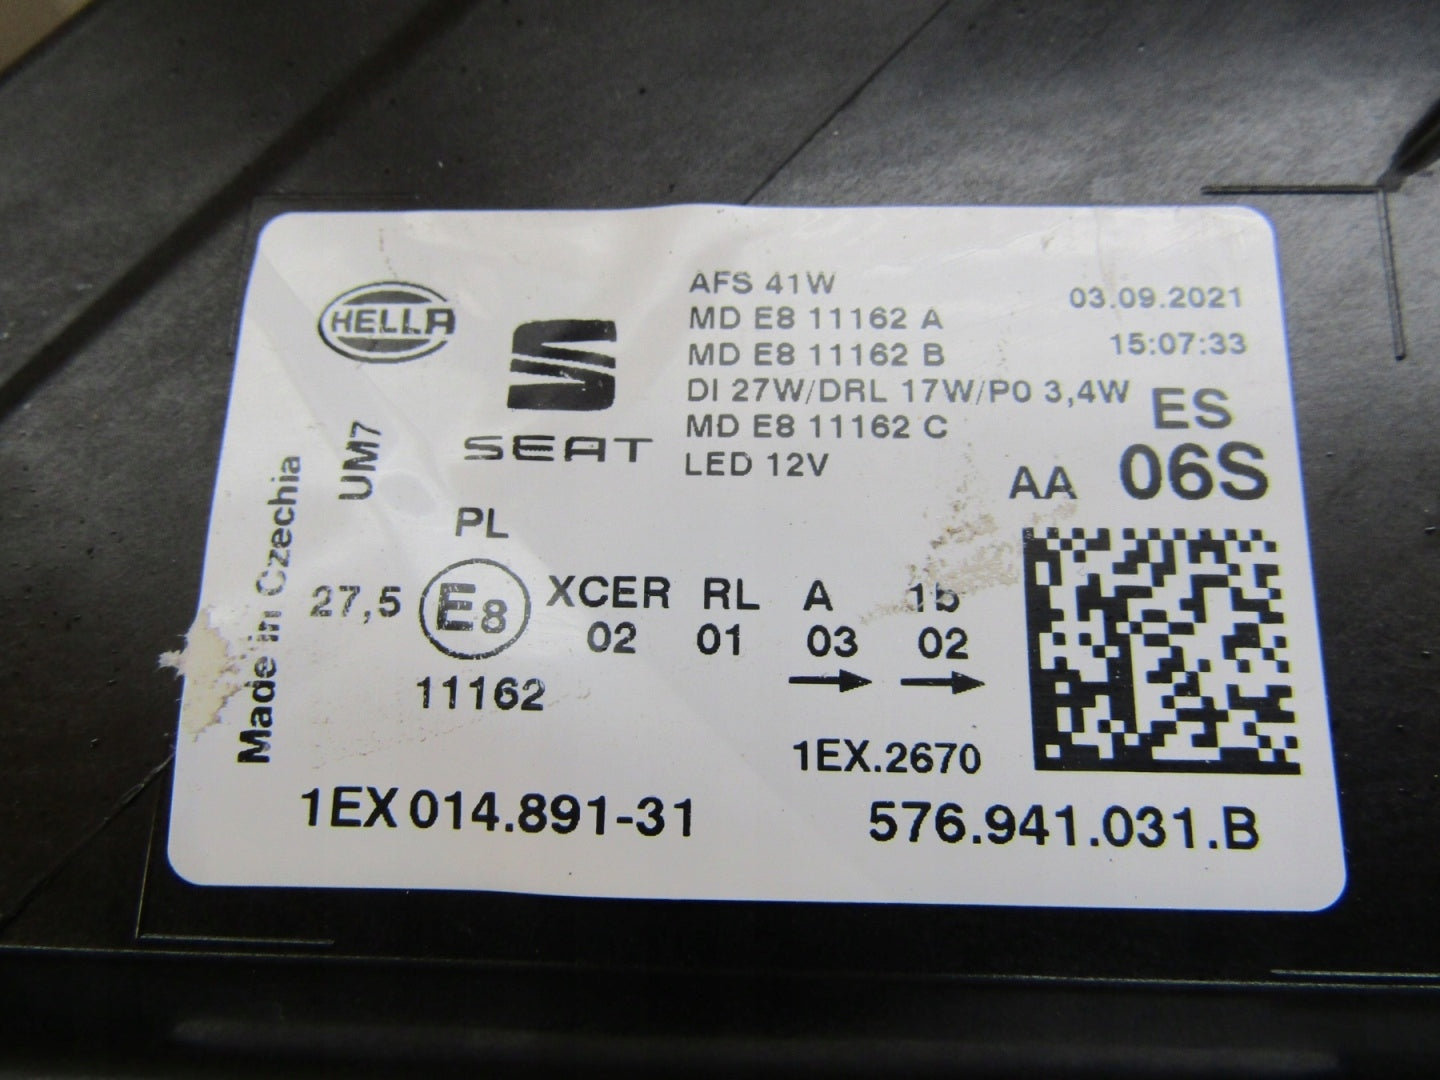 HELLA
SEAT
AFS 41W
MD E8 11162 A
MD E8 11162 B
DI 27W/DRL 17W/PO 3,4W
MD E8 11162 C
LED 12V
03.09.2021
15:07:33
ES
AA 06S
UM7
Made in Czechia
PL
27,5 E8 XCER RL A 1b
02 01 03 02
11162
1EX.2670
1EX 014.891-31
576.941.031.B